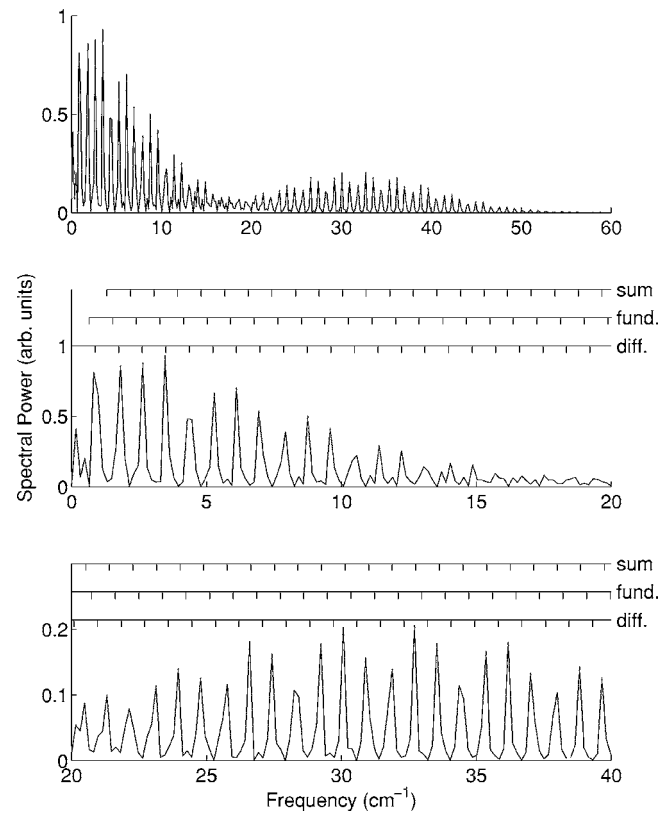 1
0.5
0
0 10 20 30 40 50 60
sum
fund.
1 diff.
0.5
0
0 5 10 15 20
Spectral Power (arb. units)
sum
fund.
diff.
0.2
0.1
0
20 25 30 35 40
Frequency (cm⁻¹)